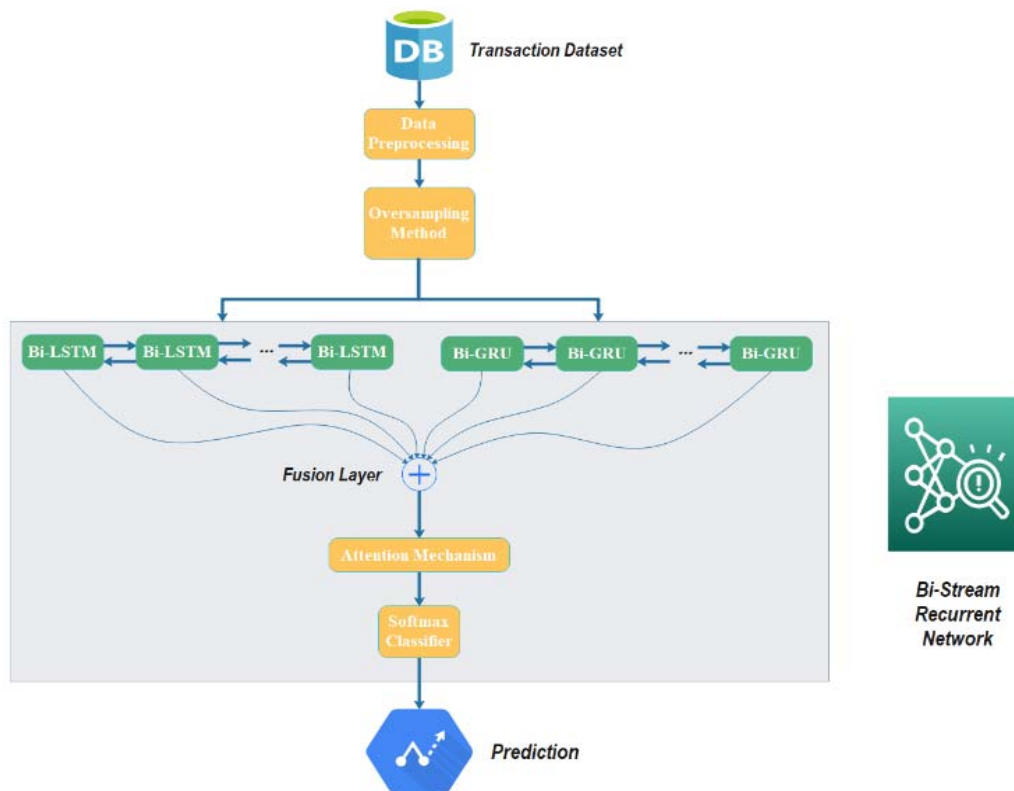 DB
Transaction Dataset
Data
Preprocessing
Oversampling
Method
Bi-LSTM
Bi-LSTM
...
Bi-LSTM
Bi-GRU
Bi-GRU
...
Bi-GRU
Fusion Layer
+
Attention Mechanism
Softmax
Classifier
Prediction
!
Bi-Stream
Recurrent
Network